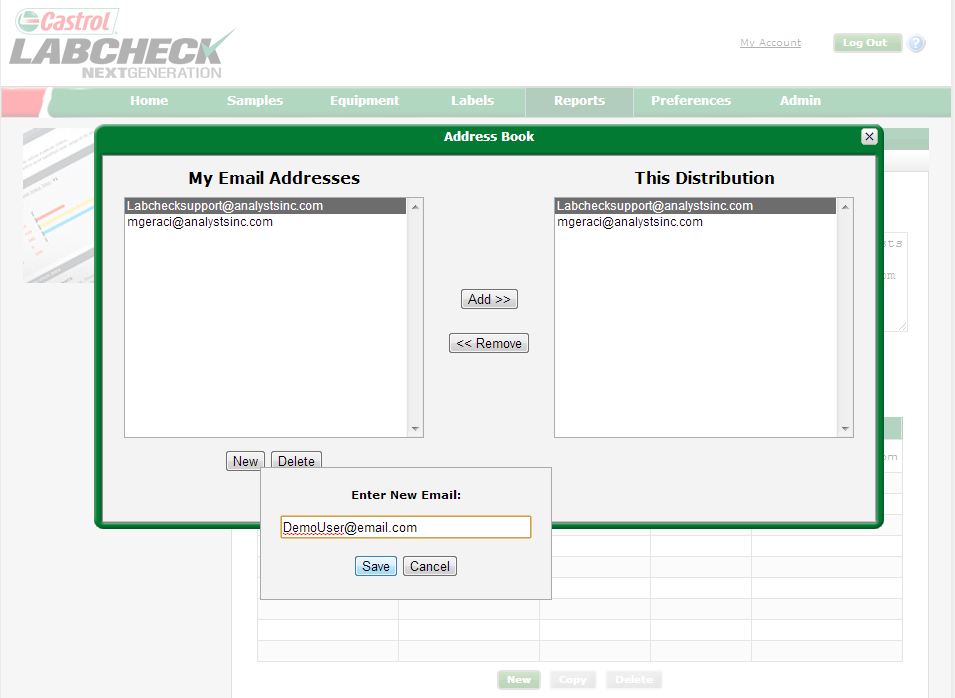 Castrol
LABCHECK
NEXTGENERATION
My Account
Log Out
?
Home Samples Equipment Labels Reports Preferences Admin
Address Book
My Email Addresses
This Distribution
Labchecksupport@analystsinc.com
mgeraci@analystsinc.com
Labchecksupport@analystsinc.com
mgeraci@analystsinc.com
Add >>
<< Remove
New Delete
Enter New Email:
DemoUser@email.com
Save Cancel
New Copy Delete